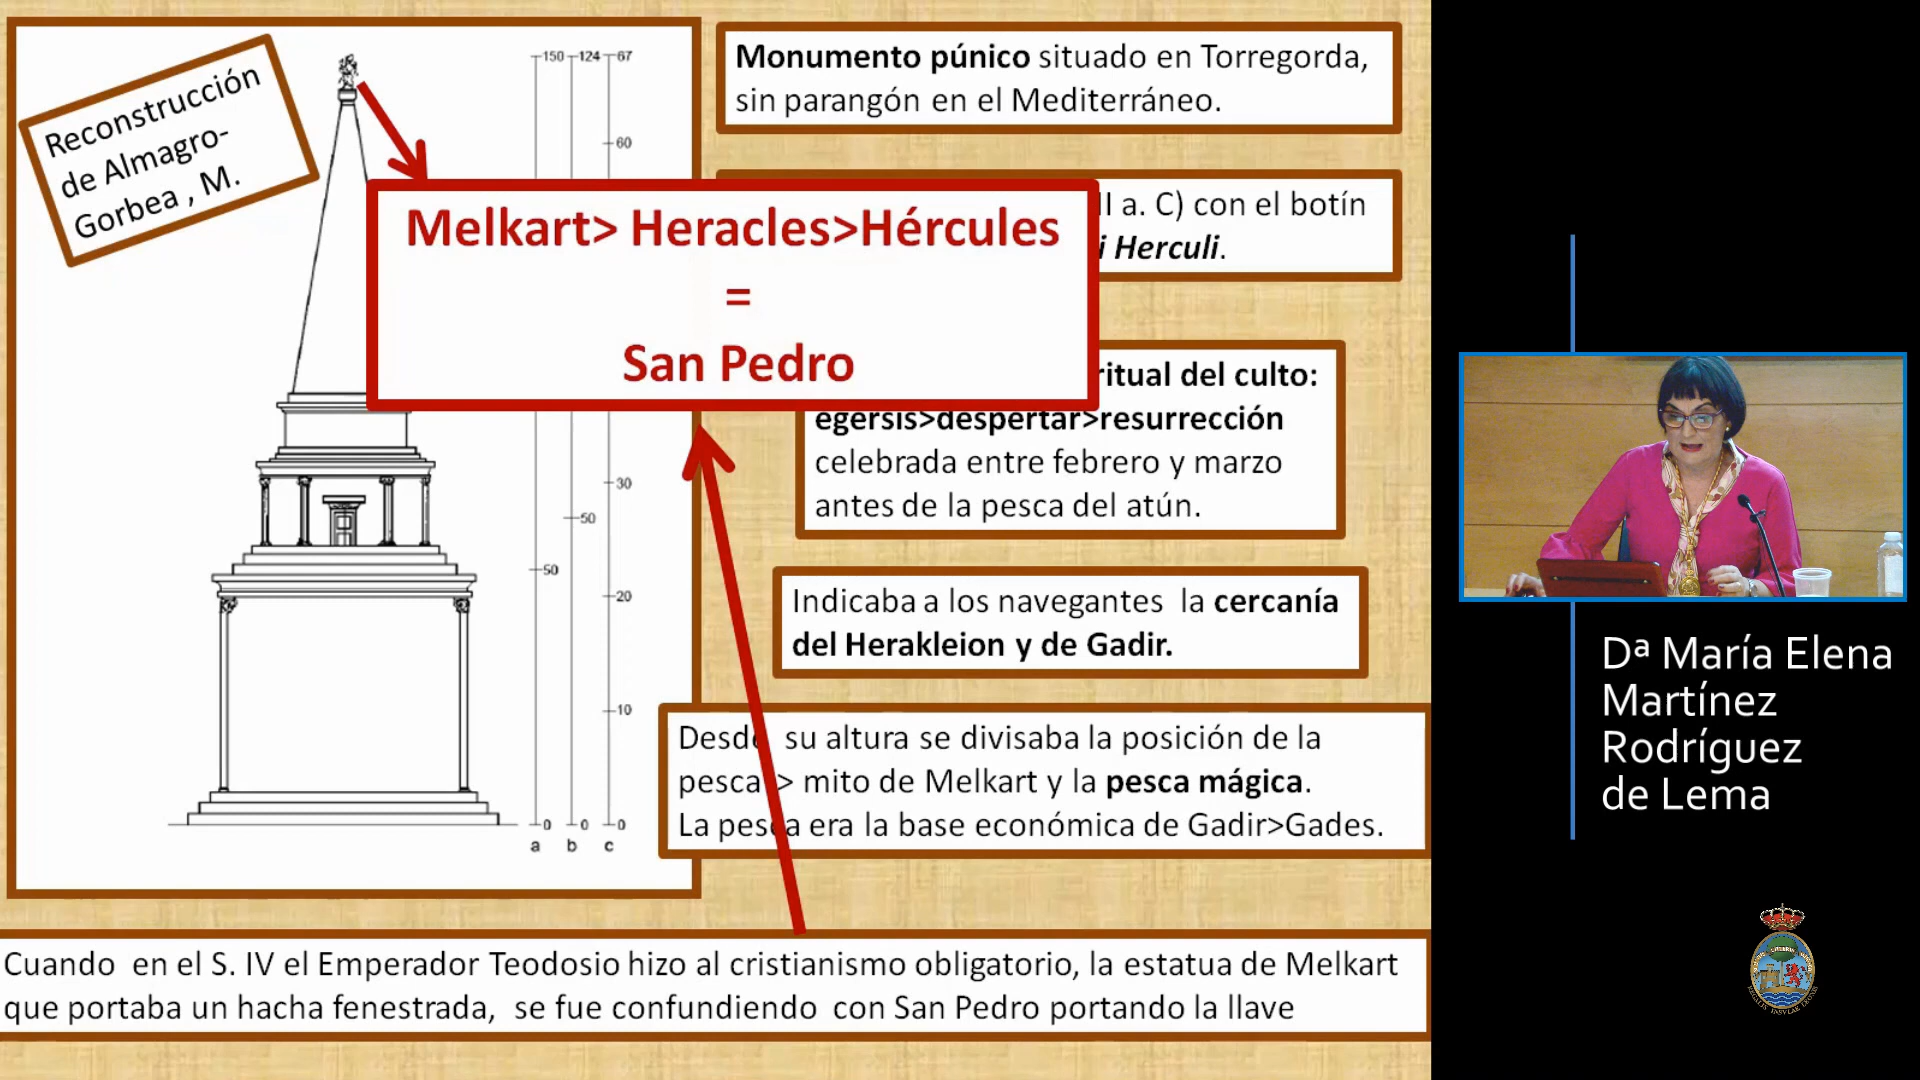 Reconstrucción
de Almagro-
Gorbea , M.
150 124 67
60
30
50
50
20
10
0 0 0
a b c
Monumento púnico situado en Torregorda,
sin parangón en el Mediterráneo.
II a. C) con el botín
i Herculi.
Melkart> Heracles>Hércules
=
San Pedro
ritual del culto:
egersis>despertar>resurrección
celebrada entre febrero y marzo
antes de la pesca del atún.
Indicaba a los navegantes la cercanía
del Herakleion y de Gadir.
Desde su altura se divisaba la posición de la
pesca > mito de Melkart y la pesca mágica.
La pesca era la base económica de Gadir>Gades.
Cuando en el S. IV el Emperador Teodosio hizo al cristianismo obligatorio, la estatua de Melkart
que portaba un hacha fenestrada, se fue confundiendo con San Pedro portando la llave
Dª María Elena
Martínez
Rodríguez
de Lema